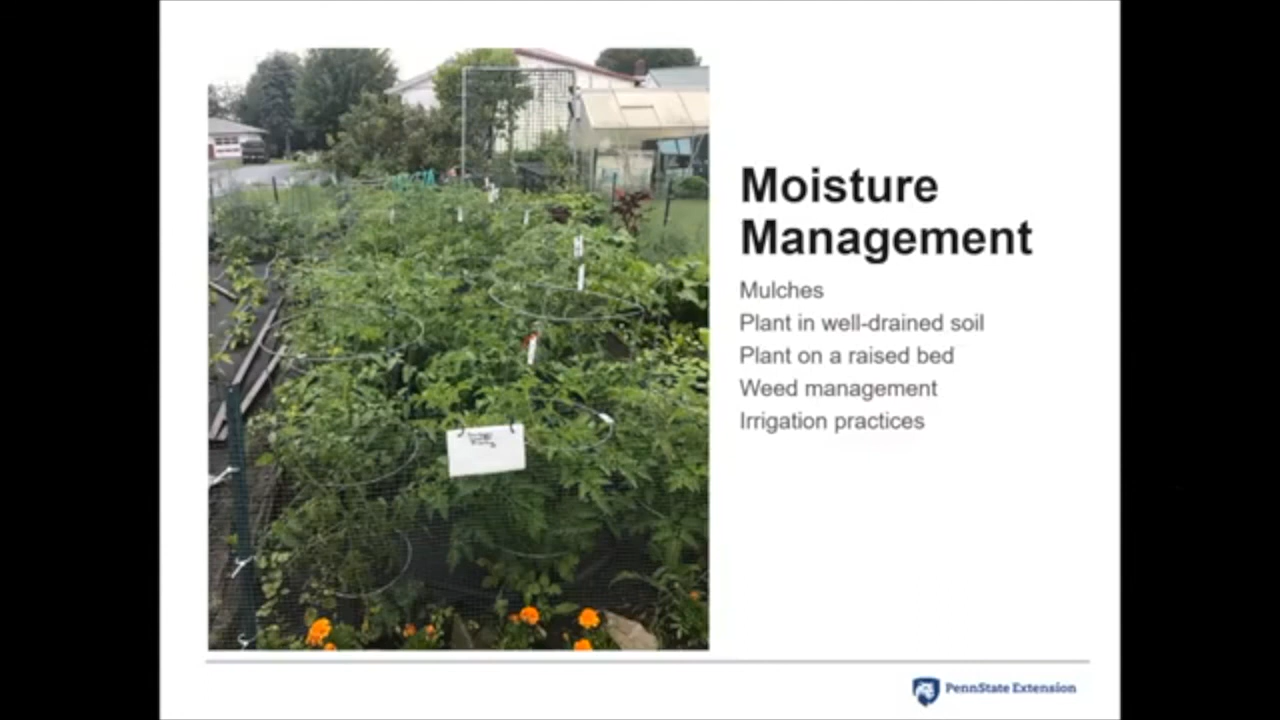 Moisture
Management
Mulches
Plant in well-drained soil
Plant on a raised bed
Weed management
Irrigation practices
PennState Extension